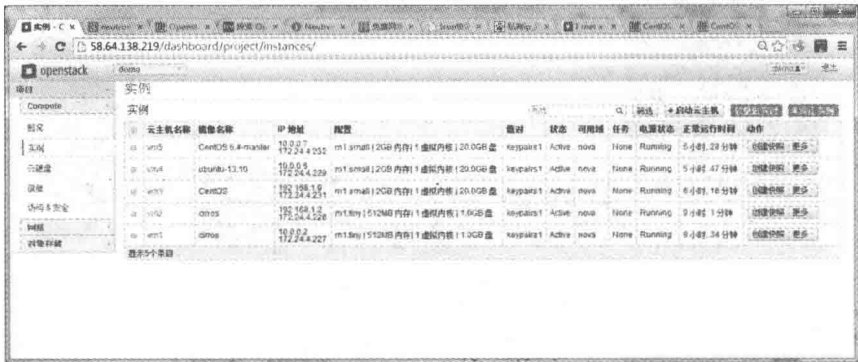 实例 - C
58.64.138.219/dashboard/project/instances/
openstack
demo
项目
Compute
概况
实例
云硬盘
镜像
访问&安全
网络
对象存储
实例
实例
筛选
筛选
+启动云主机
云主机名称 镜像名称 IP 地址 配置 值对 状态 可用域 任务 电源状态 正常运行时间 动作
vm5 CentOS 6.4-manler 10.0.0.7 172.24.4.232 m1.small | 2GB 内存 | 1 虚拟内核 | 20.0GB 盘 keypairs1 Active nova None Running 5小时, 28 分钟 创建快照 更多
vm4 ubuntu-13.10 10.0.0.5 172.24.4.229 m1.small | 2GB 内存 | 1 虚拟内核 | 20.0GB 盘 keypairs1 Active nova None Running 5小时, 47 分钟 创建快照 更多
vm3 CentOS 192.168.1.9 172.24.4.231 m1.small | 2GB 内存 | 1 虚拟内核 | 20.0GB 盘 keypairs1 Active nova None Running 6小时, 16 分钟 创建快照 更多
vm2 cirros 192.168.1.2 172.24.4.228 m1.tiny | 512MB 内存 | 1 虚拟内核 | 1.0GB 盘 keypairs1 Active nova None Running 9小时, 1 分钟 创建快照 更多
vm1 cirros 10.0.0.2 172.24.4.227 m1.tiny | 512MB 内存 | 1 虚拟内核 | 1.0GB 盘 keypairs1 Active nova None Running 9小时, 34 分钟 创建快照 更多
显示5个条目